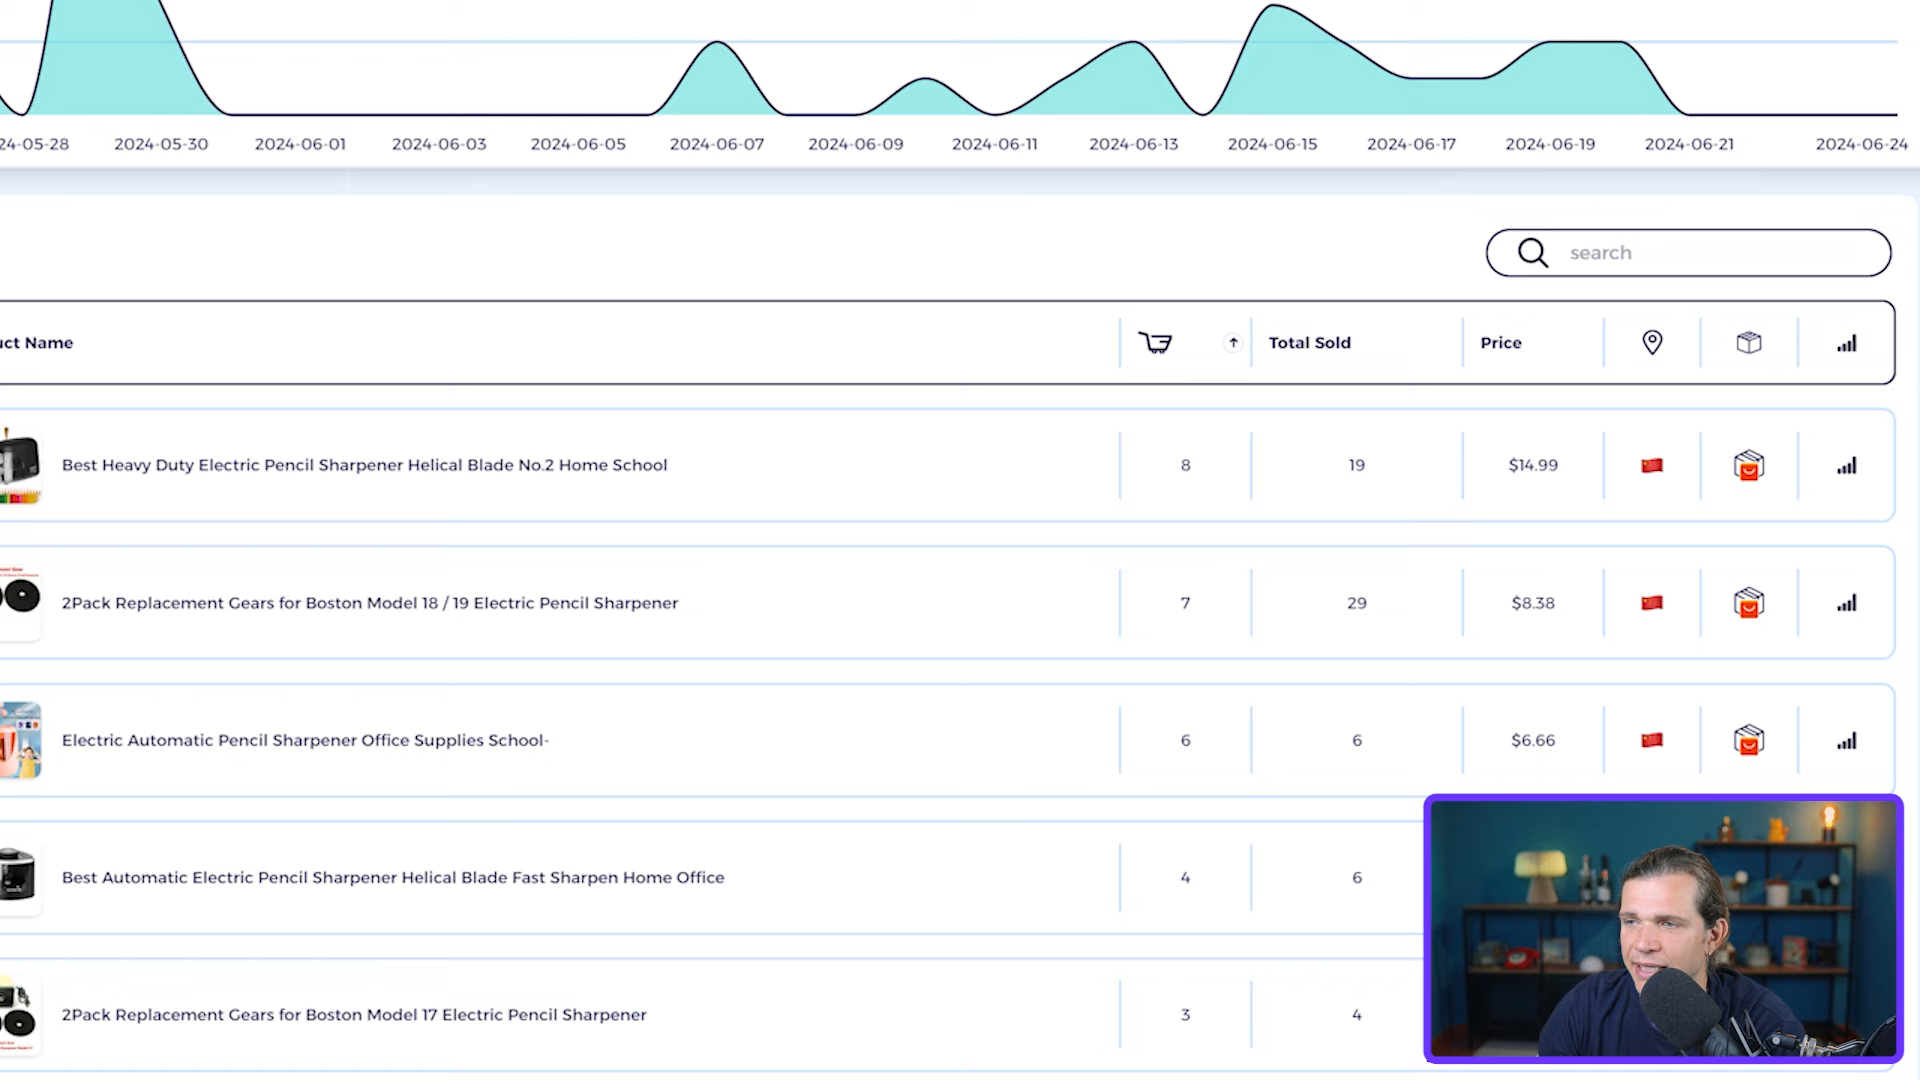 24-05-28 2024-05-30 2024-06-01 2024-06-03 2024-06-05 2024-06-07 2024-06-09 2024-06-11 2024-06-13 2024-06-15 2024-06-17 2024-06-19 2024-06-21 2024-06-24
search
uct Name Total Sold Price
Best Heavy Duty Electric Pencil Sharpener Helical Blade No.2 Home School 8 19 $14.99
2Pack Replacement Gears for Boston Model 18 / 19 Electric Pencil Sharpener 7 29 $8.38
Electric Automatic Pencil Sharpener Office Supplies School- 6 6 $6.66
Best Automatic Electric Pencil Sharpener Helical Blade Fast Sharpen Home Office 4 6
2Pack Replacement Gears for Boston Model 17 Electric Pencil Sharpener 3 4